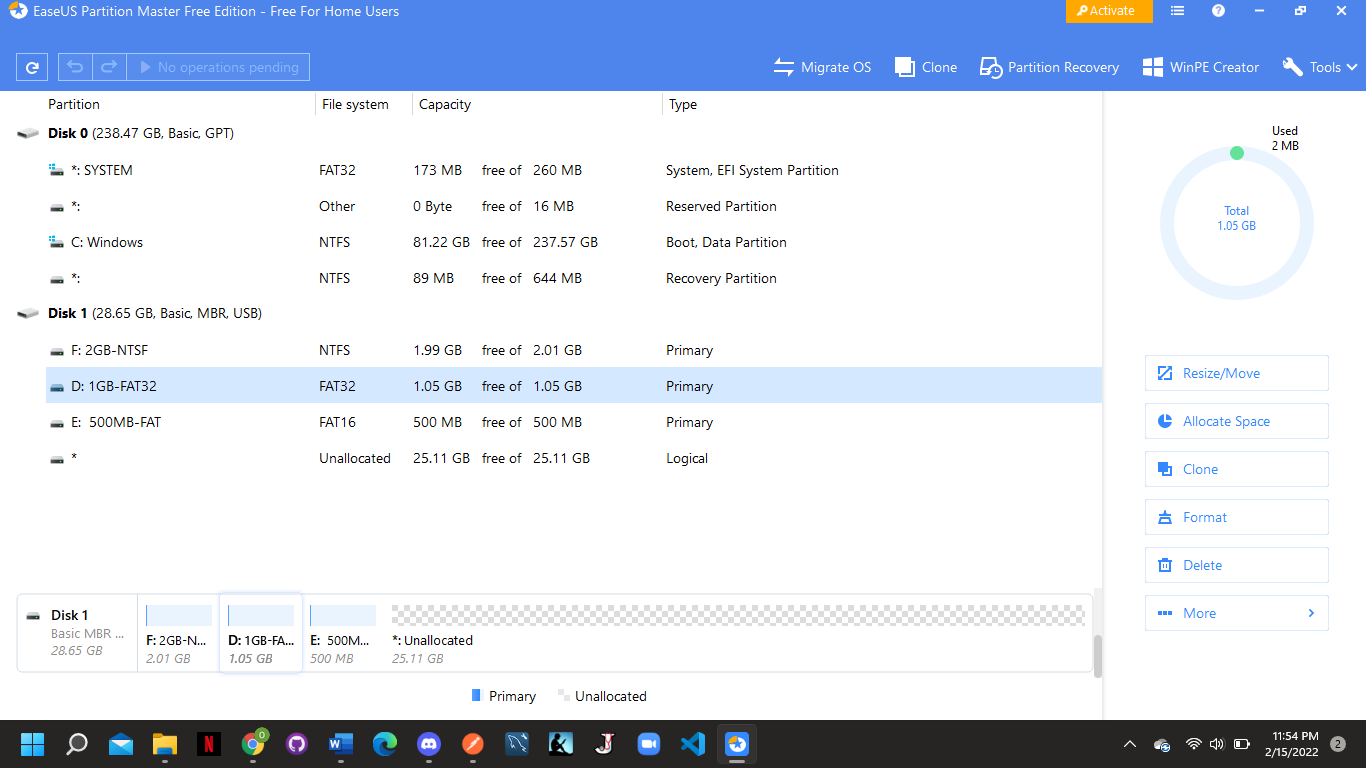 EaseUS Partition Master Free Edition - Free For Home Users
Activate
No operations pending
Migrate OS
Clone
Partition Recovery
WinPE Creator
Tools
Partition File system Capacity Type
Disk 0 (238.47 GB, Basic, GPT)
*: SYSTEM FAT32 173 MB free of 260 MB System, EFI System Partition
*: Other 0 Byte free of 16 MB Reserved Partition
C: Windows NTFS 81.22 GB free of 237.57 GB Boot, Data Partition
*: NTFS 89 MB free of 644 MB Recovery Partition
Disk 1 (28.65 GB, Basic, MBR, USB)
F: 2GB-NTSF NTFS 1.99 GB free of 2.01 GB Primary
D: 1GB-FAT32 FAT32 1.05 GB free of 1.05 GB Primary
E: 500MB-FAT FAT16 500 MB free of 500 MB Primary
* Unallocated 25.11 GB free of 25.11 GB Logical
Used
2 MB
Total
1.05 GB
Resize/Move
Allocate Space
Clone
Format
Delete
More
Disk 1
Basic MBR ...
28.65 GB
F: 2GB-N...
2.01 GB
D: 1GB-FA...
1.05 GB
E: 500M...
500 MB
*: Unallocated
25.11 GB
Primary
Unallocated
N
0
W
J
11:54 PM
2/15/2022
2